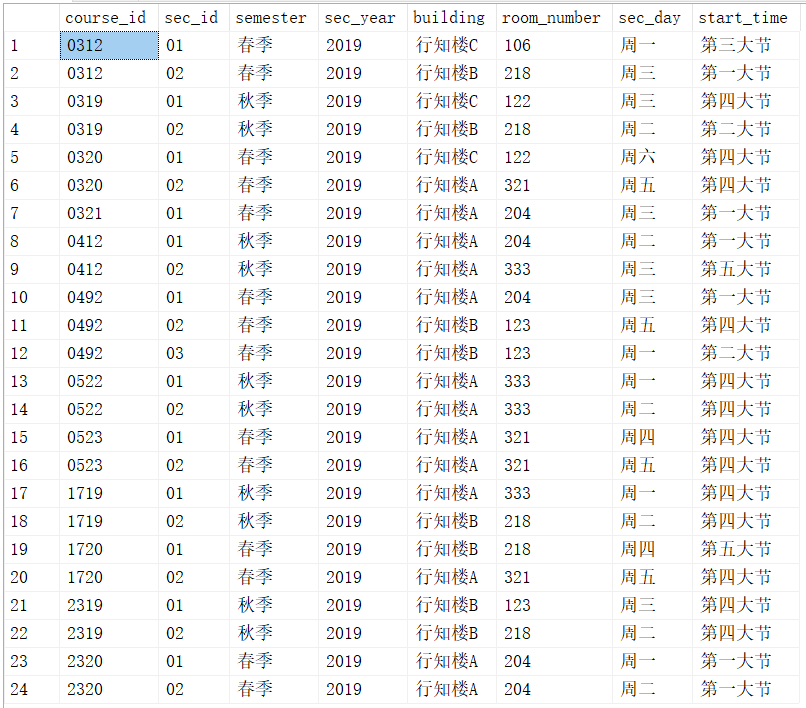 course_id sec_id semester sec_year building room_number sec_day start_time
1 0312 01 春季 2019 行知楼C 106 周一 第三大节
2 0312 02 春季 2019 行知楼B 218 周三 第一大节
3 0319 01 秋季 2019 行知楼C 122 周三 第四大节
4 0319 02 秋季 2019 行知楼B 218 周二 第二大节
5 0320 01 春季 2019 行知楼C 122 周六 第四大节
6 0320 02 春季 2019 行知楼A 321 周五 第四大节
7 0321 01 春季 2019 行知楼A 204 周三 第一大节
8 0412 01 秋季 2019 行知楼A 204 周二 第一大节
9 0412 02 秋季 2019 行知楼A 333 周三 第五大节
10 0492 01 春季 2019 行知楼A 204 周三 第一大节
11 0492 02 春季 2019 行知楼B 123 周五 第四大节
12 0492 03 春季 2019 行知楼B 123 周一 第二大节
13 0522 01 秋季 2019 行知楼A 333 周一 第四大节
14 0522 02 秋季 2019 行知楼A 333 周二 第四大节
15 0523 01 春季 2019 行知楼A 321 周四 第四大节
16 0523 02 春季 2019 行知楼A 321 周五 第四大节
17 1719 01 秋季 2019 行知楼A 333 周一 第四大节
18 1719 02 秋季 2019 行知楼B 218 周二 第四大节
19 1720 01 春季 2019 行知楼B 218 周四 第五大节
20 1720 02 春季 2019 行知楼A 321 周五 第四大节
21 2319 01 秋季 2019 行知楼B 123 周三 第四大节
22 2319 02 秋季 2019 行知楼B 218 周二 第四大节
23 2320 01 春季 2019 行知楼A 204 周一 第一大节
24 2320 02 春季 2019 行知楼A 204 周二 第一大节